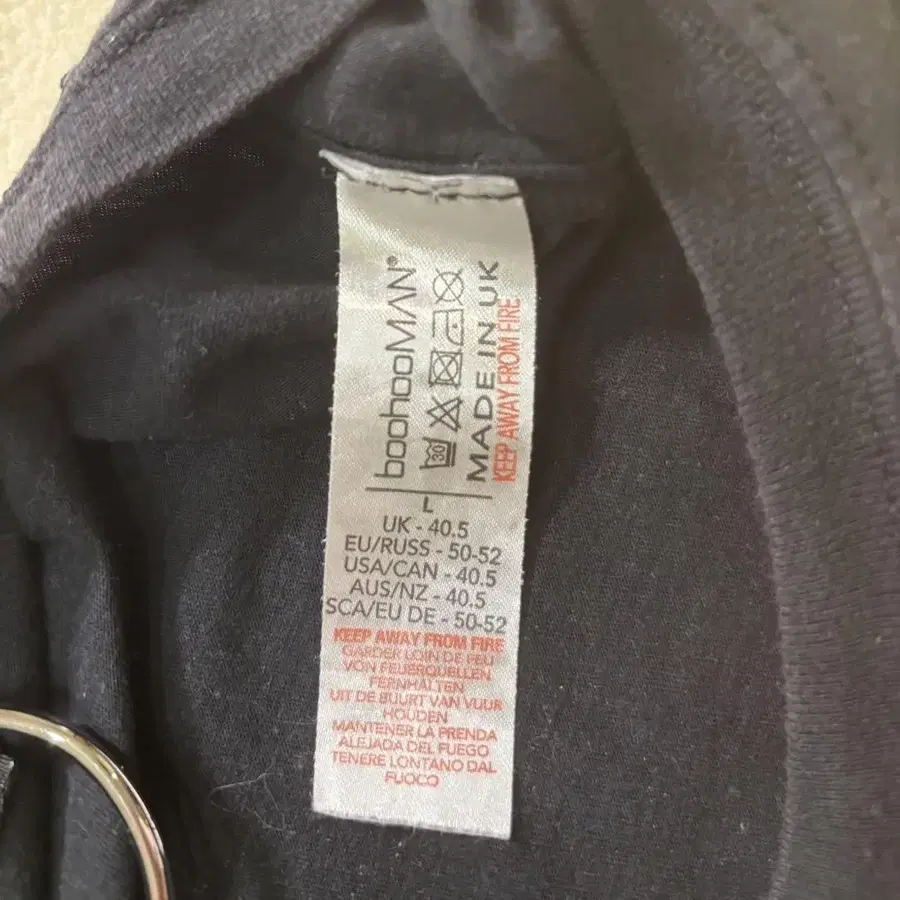 boohooMAN®
30
MADE IN UK
KEEP AWAY FROM FIRE
L
UK - 40.5
EU/RUSS - 50-52
USA/CAN - 40.5
AUS/NZ - 40.5
SCA/EU DE - 50-52
KEEP AWAY FROM FIRE
GARDER LOIN DE FEU
VON FEUERQUELLEN
FERNHALTEN
UIT DE BUURT VAN VUUR
HOUDEN
MANTENER LA PRENDA
ALEJADA DEL FUEGO
TENERE LONTANO DAL
FUOCO